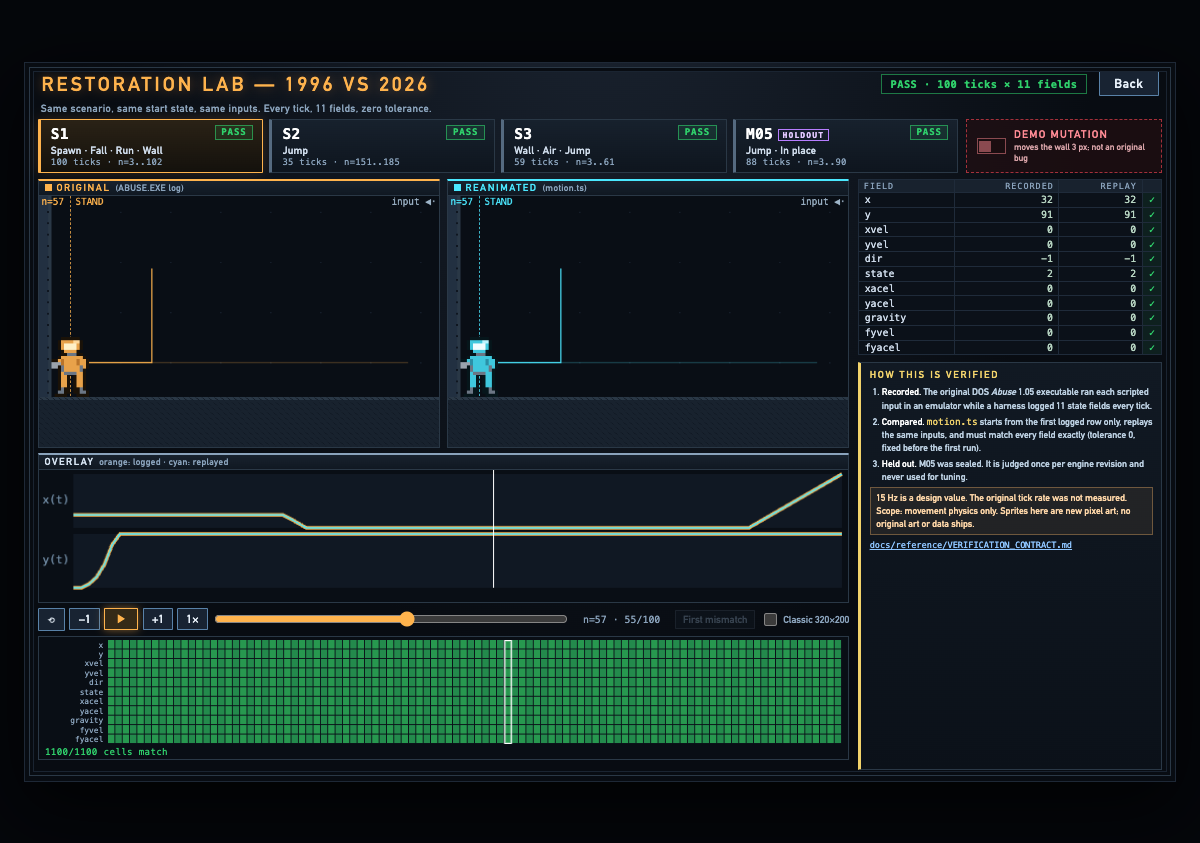 RESTORATION LAB — 1996 VS 2026
PASS · 100 ticks × 11 fields
Back
Same scenario, same start state, same inputs. Every tick, 11 fields, zero tolerance.
S1 PASS
Spawn · Fall · Run · Wall
100 ticks · n=3..102
S2 PASS
Jump
35 ticks · n=151..185
S3 PASS
Wall · Air · Jump
59 ticks · n=3..61
M05 HOLDOUT PASS
Jump · In place
88 ticks · n=3..90
DEMO MUTATION
moves the wall 3 px; not an original
bug
ORIGINAL (ABUSE.EXE log)
n=57 STAND input ◀·
REANIMATED (motion.ts)
n=57 STAND input ◀·
FIELD RECORDED REPLAY
x 32 32 ✓
y 91 91 ✓
xvel 0 0 ✓
yvel 0 0 ✓
dir −1 −1 ✓
state 2 2 ✓
xacel 0 0 ✓
yacel 0 0 ✓
gravity 0 0 ✓
fyvel 0 0 ✓
fyacel 0 0 ✓
HOW THIS IS VERIFIED
1. Recorded. The original DOS Abuse 1.05 executable ran each scripted
input in an emulator while a harness logged 11 state fields every tick.
2. Compared. motion.ts starts from the first logged row only, replays
the same inputs, and must match every field exactly (tolerance 0,
fixed before the first run).
3. Held out. M05 was sealed. It is judged once per engine revision and
never used for tuning.
15 Hz is a design value. The original tick rate was not measured.
Scope: movement physics only. Sprites here are new pixel art; no
original art or data ships.
docs/reference/VERIFICATION_CONTRACT.md
OVERLAY orange: logged · cyan: replayed
x(t)
y(t)
⟲ −1 ▶ +1 1× n=57 · 55/100 First mismatch Classic 320×200
x
y
xvel
yvel
dir
state
xacel
yacel
gravity
fyvel
fyacel
1100/1100 cells match